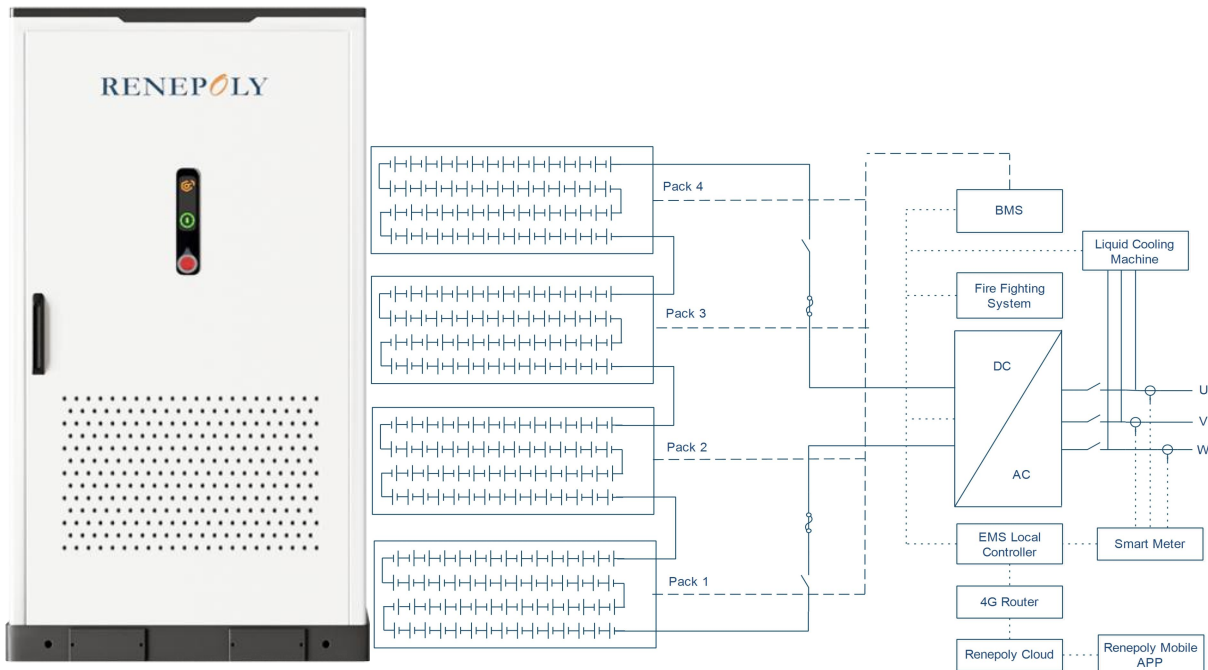 RENEPOLY
Pack 4
BMS
Liquid Cooling
Machine
Fire Fighting
System
Pack 3
DC
AC
U
V
W
Pack 2
EMS Local
Controller
Smart Meter
Pack 1
4G Router
Renepoly Cloud
Renepoly Mobile
APP